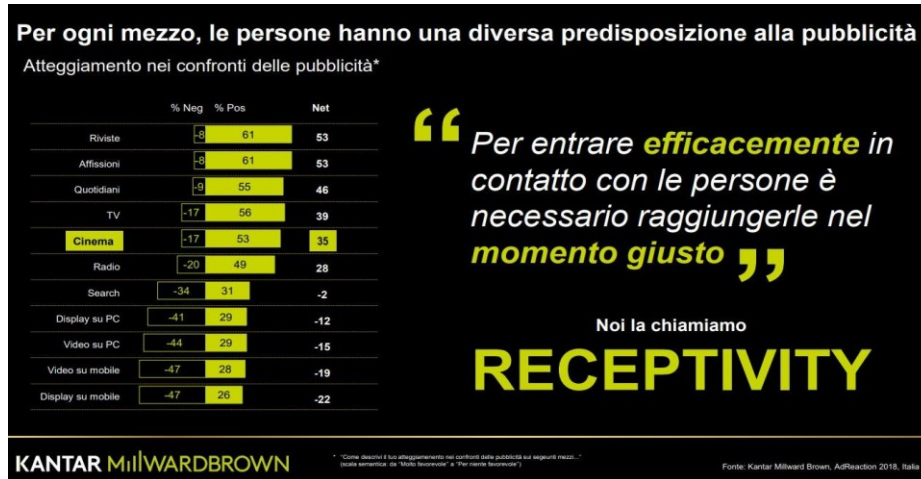 Per ogni mezzo, le persone hanno una diversa predisposizione alla pubblicità
Atteggiamento nei confronti delle pubblicità*
% Neg % Pos Net
Riviste -8 61 53
Affissioni -8 61 53
Quotidiani -9 55 46
TV -17 56 39
Cinema -17 53 35
Radio -20 49 28
Search -34 31 -2
Display su PC -41 29 -12
Video su PC -44 29 -15
Video su mobile -47 28 -19
Display su mobile -47 26 -22
“ Per entrare efficacemente in
contatto con le persone è
necessario raggiungerle nel
momento giusto ”
Noi la chiamiamo
RECEPTIVITY
KANTAR MILLWARDBROWN
* "Come descrivi il tuo atteggiamento nei confronti delle pubblicità sui seguenti mezzi..."
(scala semantica: da "Molto favorevole" a "Per niente favorevole")
Fonte: Kantar Millward Brown, AdReaction 2018, Italia